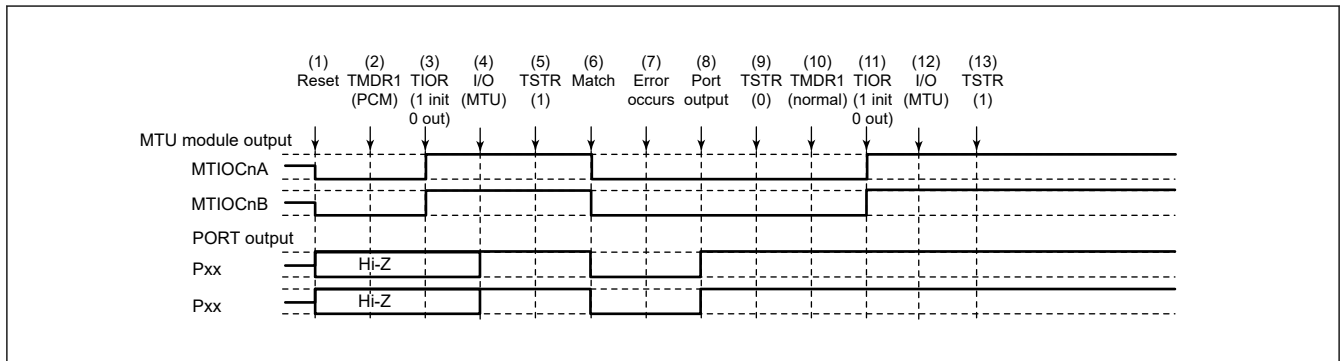 (1) (2) (3) (4) (5) (6) (7) (8) (9) (10) (11) (12) (13)
Reset TMDR1 TIOR I/O TSTR Match Error Port TSTR TMDR1 TIOR I/O TSTR
(PCM) (1 init (MTU) (1) occurs output (0) (normal) (1 init (MTU) (1)
0 out) 0 out)
MTU module output
MTIOCnA
MTIOCnB
PORT output
Pxx Hi-Z
Pxx Hi-Z